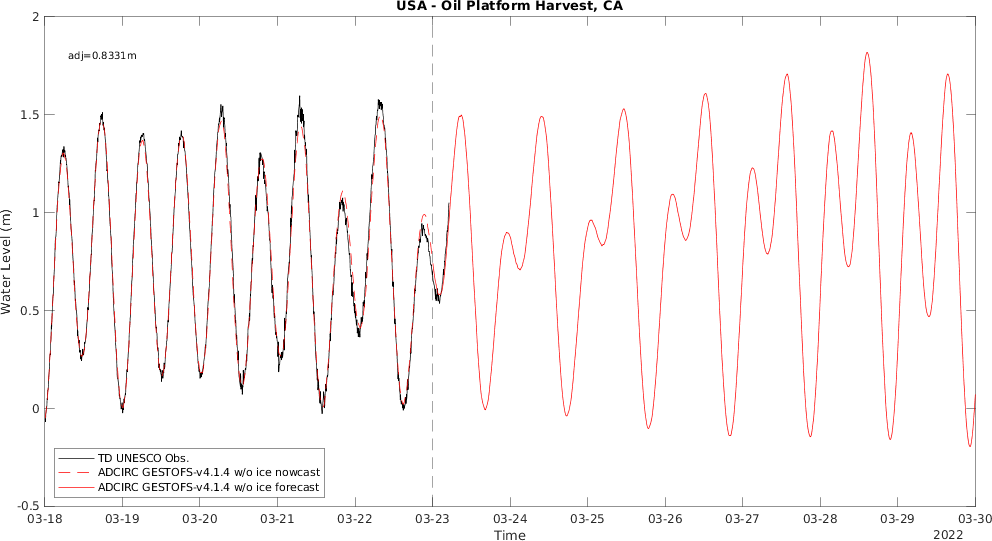 USA - Oil Platform Harvest, CA
2
adj=0.8331m
1.5
1
0.5
0
-0.5
Water Level (m)
TD UNESCO Obs.
ADCIRC GESTOFS-v4.1.4 w/o ice nowcast
ADCIRC GESTOFS-v4.1.4 w/o ice forecast
03-18 03-19 03-20 03-21 03-22 03-23 03-24 03-25 03-26 03-27 03-28 03-29 03-30
Time
2022